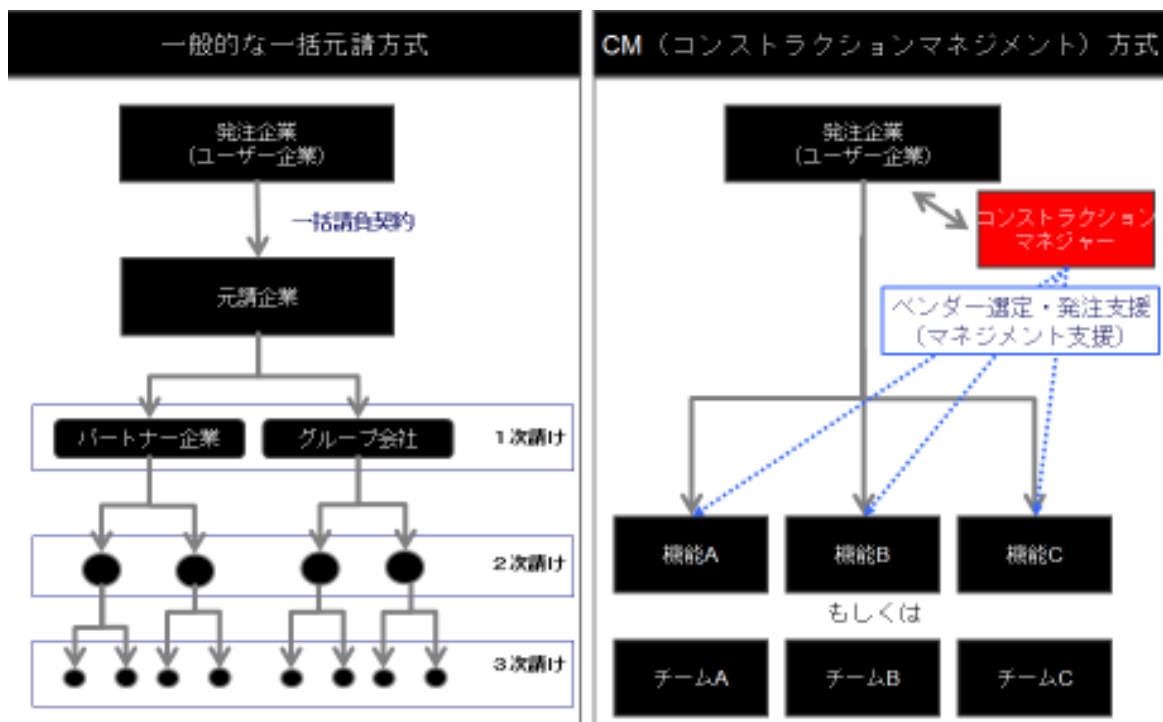 一般的な一括元請方式
発注企業
(ユーザー企業)
一括請負契約
元請企業
パートナー企業
グループ会社
1次請け
2次請け
3次請け
CM(コンストラクションマネジメント)方式
発注企業
(ユーザー企業)
コンストラクション
マネジャー
ベンダー選定・発注支援
(マネジメント支援)
機能A
機能B
機能C
もしくは
チームA
チームB
チームC